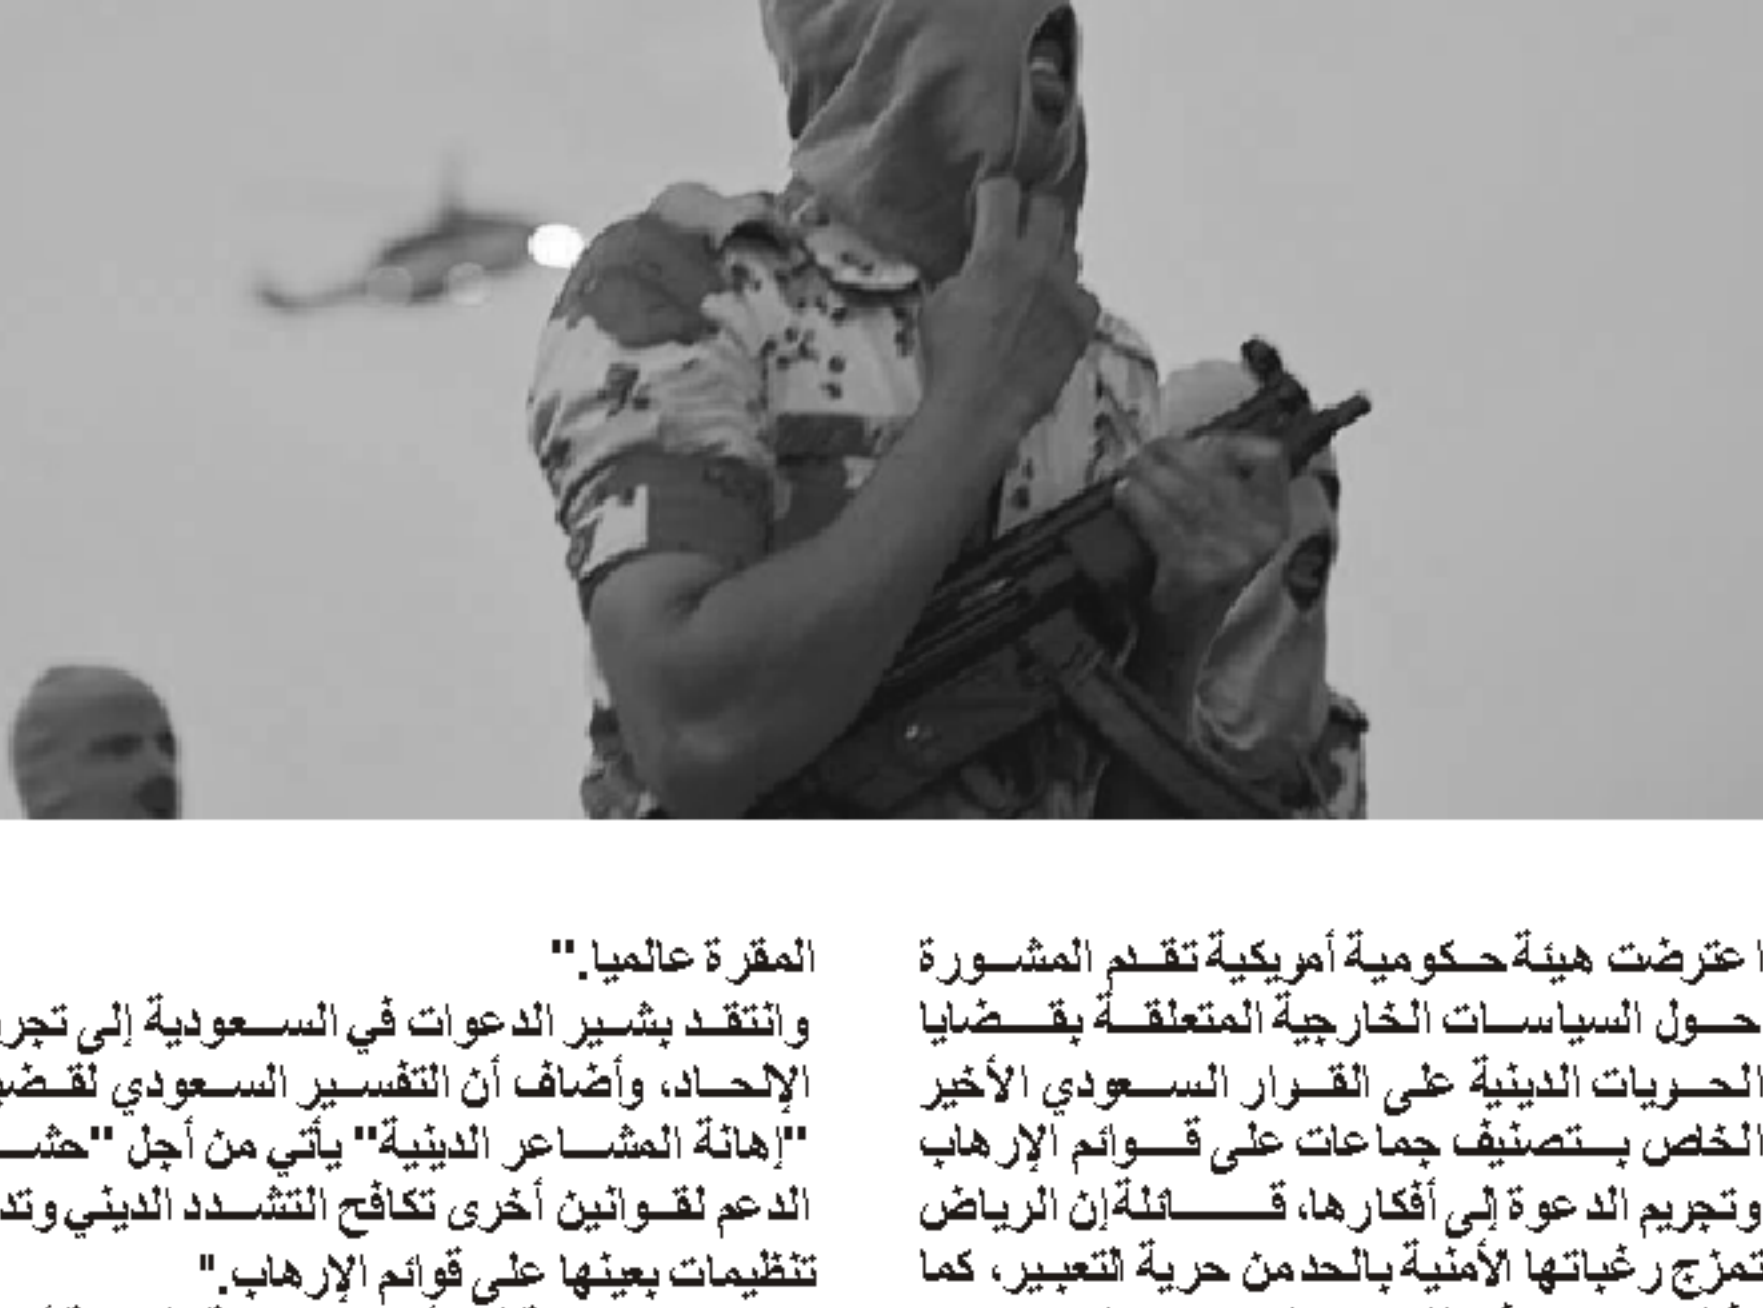 اعترضت هيئة حكومية أمريكية تقدم المشورة
حول السياسات الخارجية المتعلقة بقضايا
الحريات الدينية على القرار السعودي الأخير
الخاص بتصنيف جماعات على قوائم الإرهاب
وتجريم الدعوة إلى أفكارها، قائلة إن الرياض
تمزج رغباتها الأمنية بالحد من حرية التعبير، كما
المقرة عالميا."
وانتقد بشير الدعوات في السعودية إلى
الإلحاد، وأضاف أن التفسير السعودي
"إهانة المشاعر الدينية" يأتي من أجل
الدعم لقوانين أخرى تكافح التشدد الديني
تنظيمات بعينها على قوائم الإرهاب."